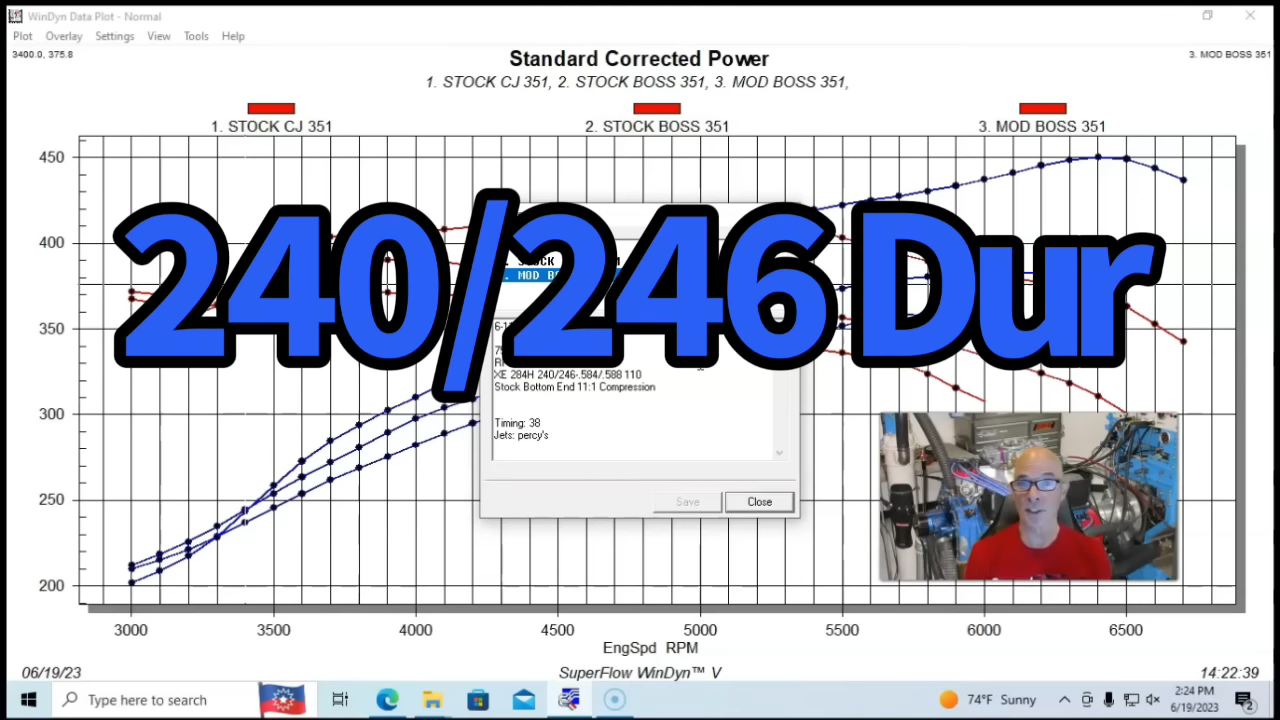 WinDyn Data Plot - Normal
Plot Overlay Settings View Tools Help
3400.0, 375.8
3. MOD BOSS 351
Standard Corrected Power
1. STOCK CJ 351, 2. STOCK BOSS 351, 3. MOD BOSS 351,
1. STOCK CJ 351
2. STOCK BOSS 351
3. MOD BOSS 351
450
400
350
300
250
200
240/246 Dur
XE 284H 240/246-.584/.588 110
Stock Bottom End 11:1 Compression
Timing: 38
Jets: percy's
Save Close
3000 3500 4000 4500 5000 5500 6000 6500
EngSpd RPM
06/19/23
SuperFlow WinDyn™ V
14:22:39
Type here to search
74°F Sunny
2:24 PM
6/19/2023
2